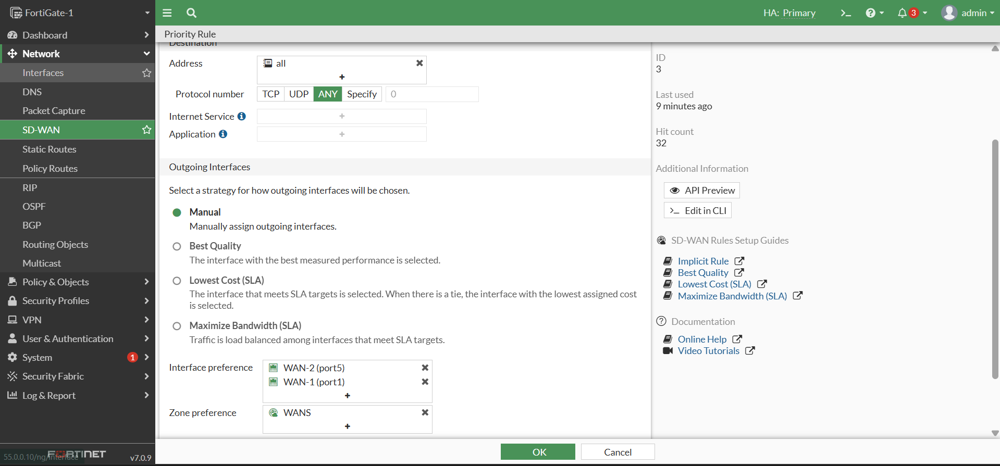 FortiGate-1
HA: Primary
3
admin
Dashboard
Network
Interfaces
DNS
Packet Capture
SD-WAN
Static Routes
Policy Routes
RIP
OSPF
BGP
Routing Objects
Multicast
Policy & Objects
Security Profiles
VPN
User & Authentication
System
1
Security Fabric
Log & Report
FORTINET
v7.0.9
55.0.0.10/ng/interface
Priority Rule
Destination
Address
all
Protocol number
TCP UDP ANY Specify 0
Internet Service
Application
Outgoing Interfaces
Select a strategy for how outgoing interfaces will be chosen.
Manual
Manually assign outgoing interfaces.
Best Quality
The interface with the best measured performance is selected.
Lowest Cost (SLA)
The interface that meets SLA targets is selected. When there is a tie, the interface with the lowest assigned cost
is selected.
Maximize Bandwidth (SLA)
Traffic is load balanced among interfaces that meet SLA targets.
Interface preference
WAN-2 (port5)
WAN-1 (port1)
Zone preference
WANS
OK
Cancel
ID
3
Last used
9 minutes ago
Hit count
32
Additional Information
API Preview
Edit in CLI
SD-WAN Rules Setup Guides
Implicit Rule
Best Quality
Lowest Cost (SLA)
Maximize Bandwidth (SLA)
Documentation
Online Help
Video Tutorials